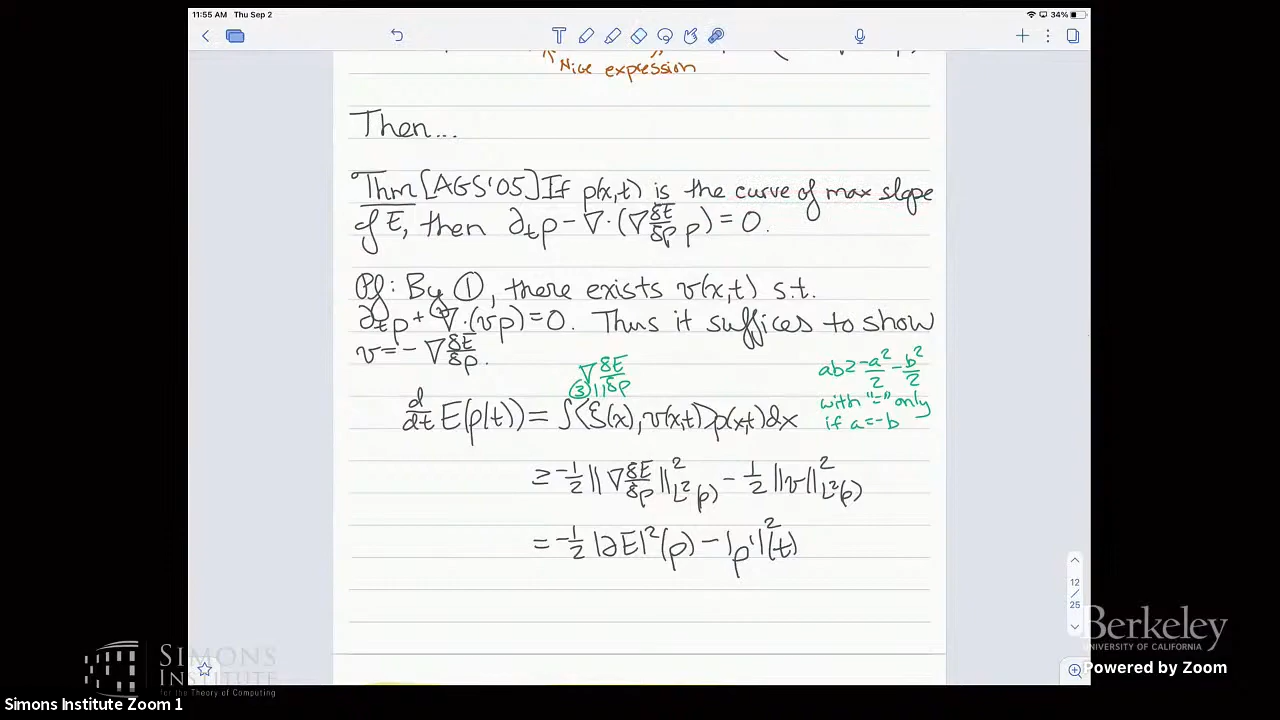 11:55 AM Thu Sep 2
34%
Nice expression
Then...
Thm [AGS'05] If ρ(x,t) is the curve of max slope
of E, then ∂ₜρ - ∇·(∇ δE/δρ ρ) = 0.
Pf: By ①, there exists v(x,t) s.t.
∂ₜρ + ∇·(vρ) = 0. Thus it suffices to show
v = - ∇ δE/δρ.
∇ δE/δρ
③ ||
ab ≥ -a²/2 - b²/2
with "=" only
if a = -b
d/dt E(ρ(t)) = ∫⟨ξ(x), v(x,t)⟩ρ(x,t)dx
≥ -1/2 ||∇ δE/δρ||²_L²(ρ) - 1/2 ||v||²_L²(ρ)
= -1/2 |∂E|²(ρ) - |ρ'|²(t)
12
/
25
Berkeley
UNIVERSITY OF CALIFORNIA
Powered by Zoom
SIMONS
INSTITUTE
for the Theory of Computing
Simons Institute Zoom 1